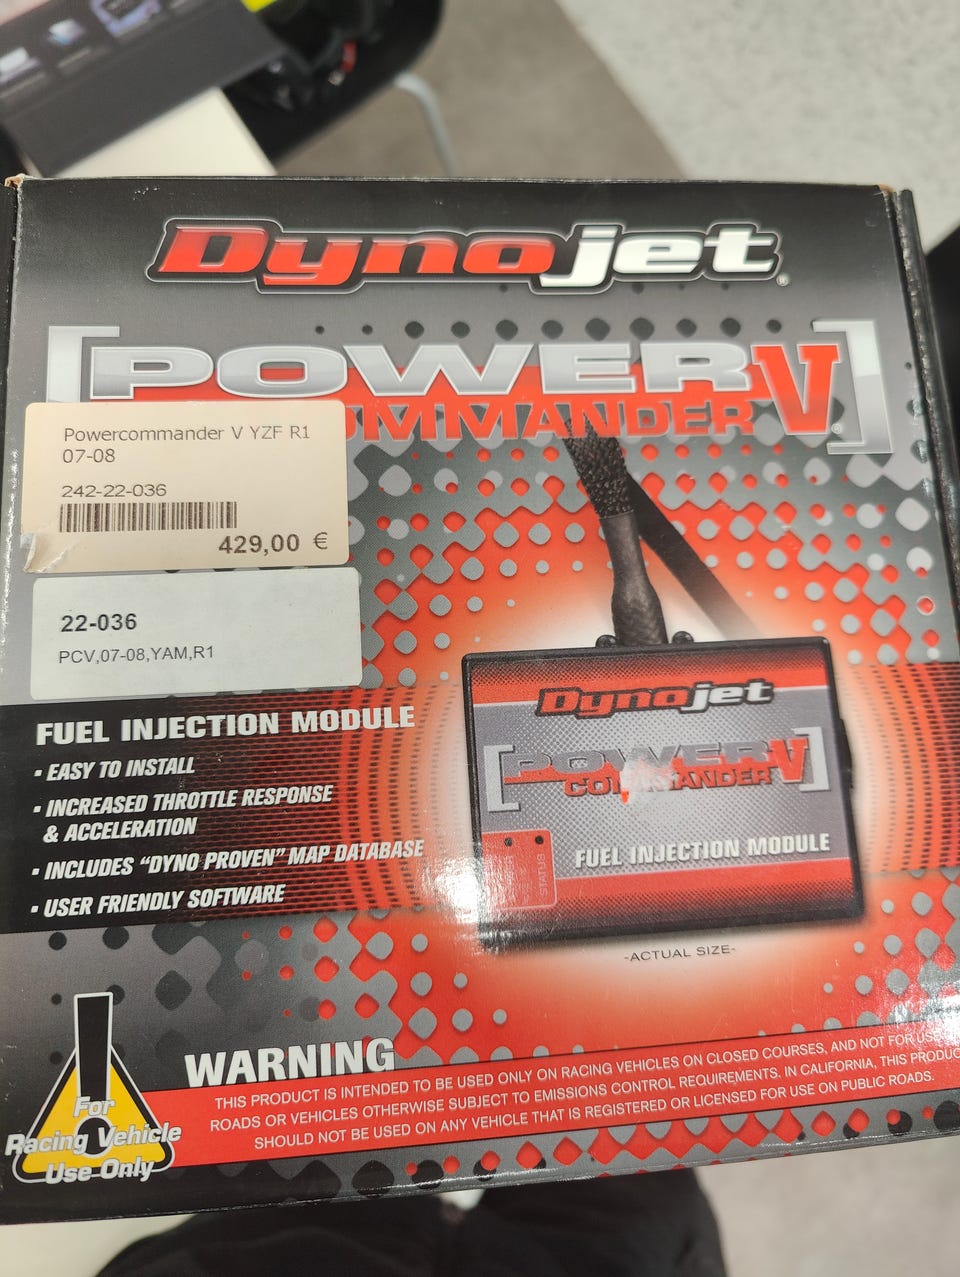 Dynojet®
[POWER V]
OMMANDER
Powercommander V YZF R1
07-08
242-22-036
429,00 €
22-036
PCV,07-08,YAM,R1
FUEL INJECTION MODULE
• EASY TO INSTALL
• INCREASED THROTTLE RESPONSE
& ACCELERATION
• INCLUDES “DYNO PROVEN” MAP DATABASE
• USER FRIENDLY SOFTWARE
Dynojet
[POWER V]
COMMANDER
FUEL INJECTION MODULE
STATUS
-ACTUAL SIZE-
WARNING
THIS PRODUCT IS INTENDED TO BE USED ONLY ON RACING VEHICLES ON CLOSED COURSES, AND NOT FOR USE
ROADS OR VEHICLES OTHERWISE SUBJECT TO EMISSIONS CONTROL REQUIREMENTS. IN CALIFORNIA, THIS PRODUC
SHOULD NOT BE USED ON ANY VEHICLE THAT IS REGISTERED OR LICENSED FOR USE ON PUBLIC ROADS.
For
Racing Vehicle
Use Only